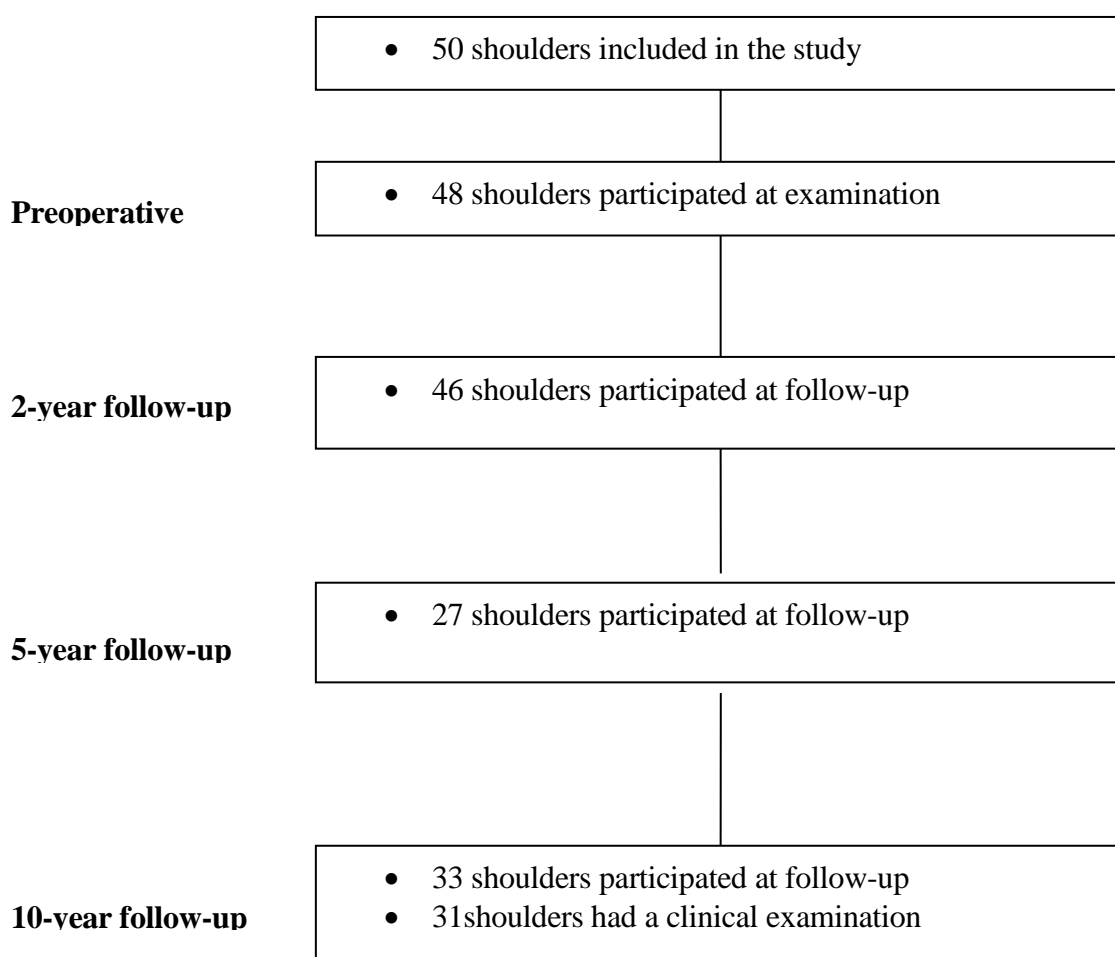 • 50 shoulders included in the study
• 48 shoulders participated at examination
Preoperative
• 46 shoulders participated at follow-up
2-year follow-up
• 27 shoulders participated at follow-up
5-year follow-up
• 33 shoulders participated at follow-up
• 31shoulders had a clinical examination
10-year follow-up